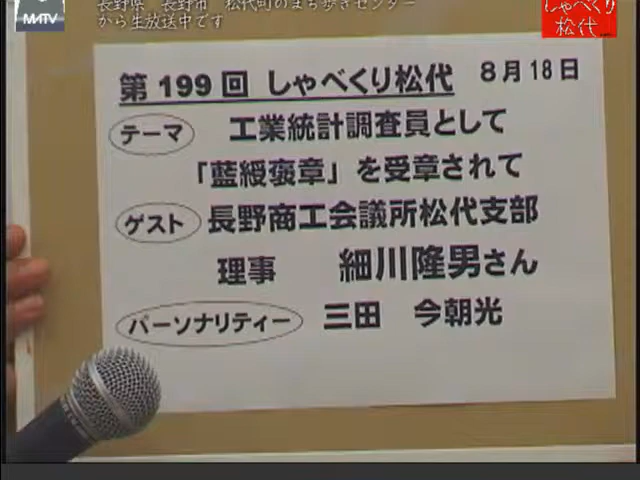 長野県 長野市 松代町のまち歩きセンター
から生放送中です
MTV
しゃべくり
松代
第199回 しゃべくり松代 8月18日
テーマ 工業統計調査員として
「藍綬褒章」を受章されて
ゲスト 長野商工会議所松代支部
理事 細川隆男さん
パーソナリティー 三田 今朝光